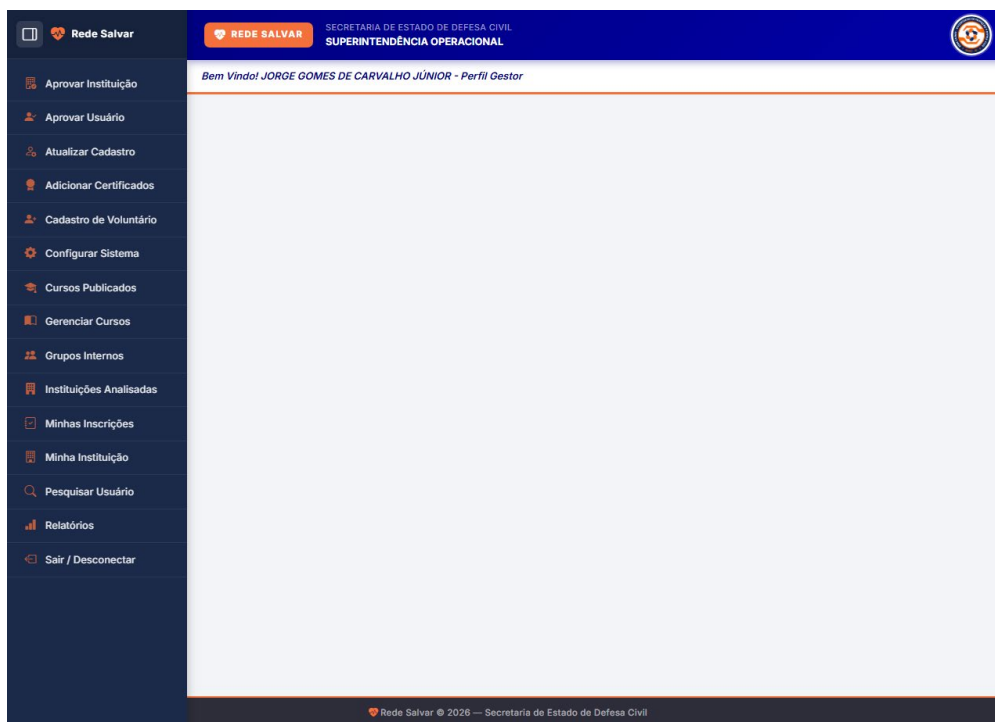 Rede Salvar
REDE SALVAR
SECRETARIA DE ESTADO DE DEFESA CIVIL
SUPERINTENDÊNCIA OPERACIONAL
Bem Vindo! JORGE GOMES DE CARVALHO JÚNIOR - Perfil Gestor
Aprovar Instituição
Aprovar Usuário
Atualizar Cadastro
Adicionar Certificados
Cadastro de Voluntário
Configurar Sistema
Cursos Publicados
Gerenciar Cursos
Grupos Internos
Instituições Analisadas
Minhas Inscrições
Minha Instituição
Pesquisar Usuário
Relatórios
Sair / Desconectar
Rede Salvar © 2026 — Secretaria de Estado de Defesa Civil